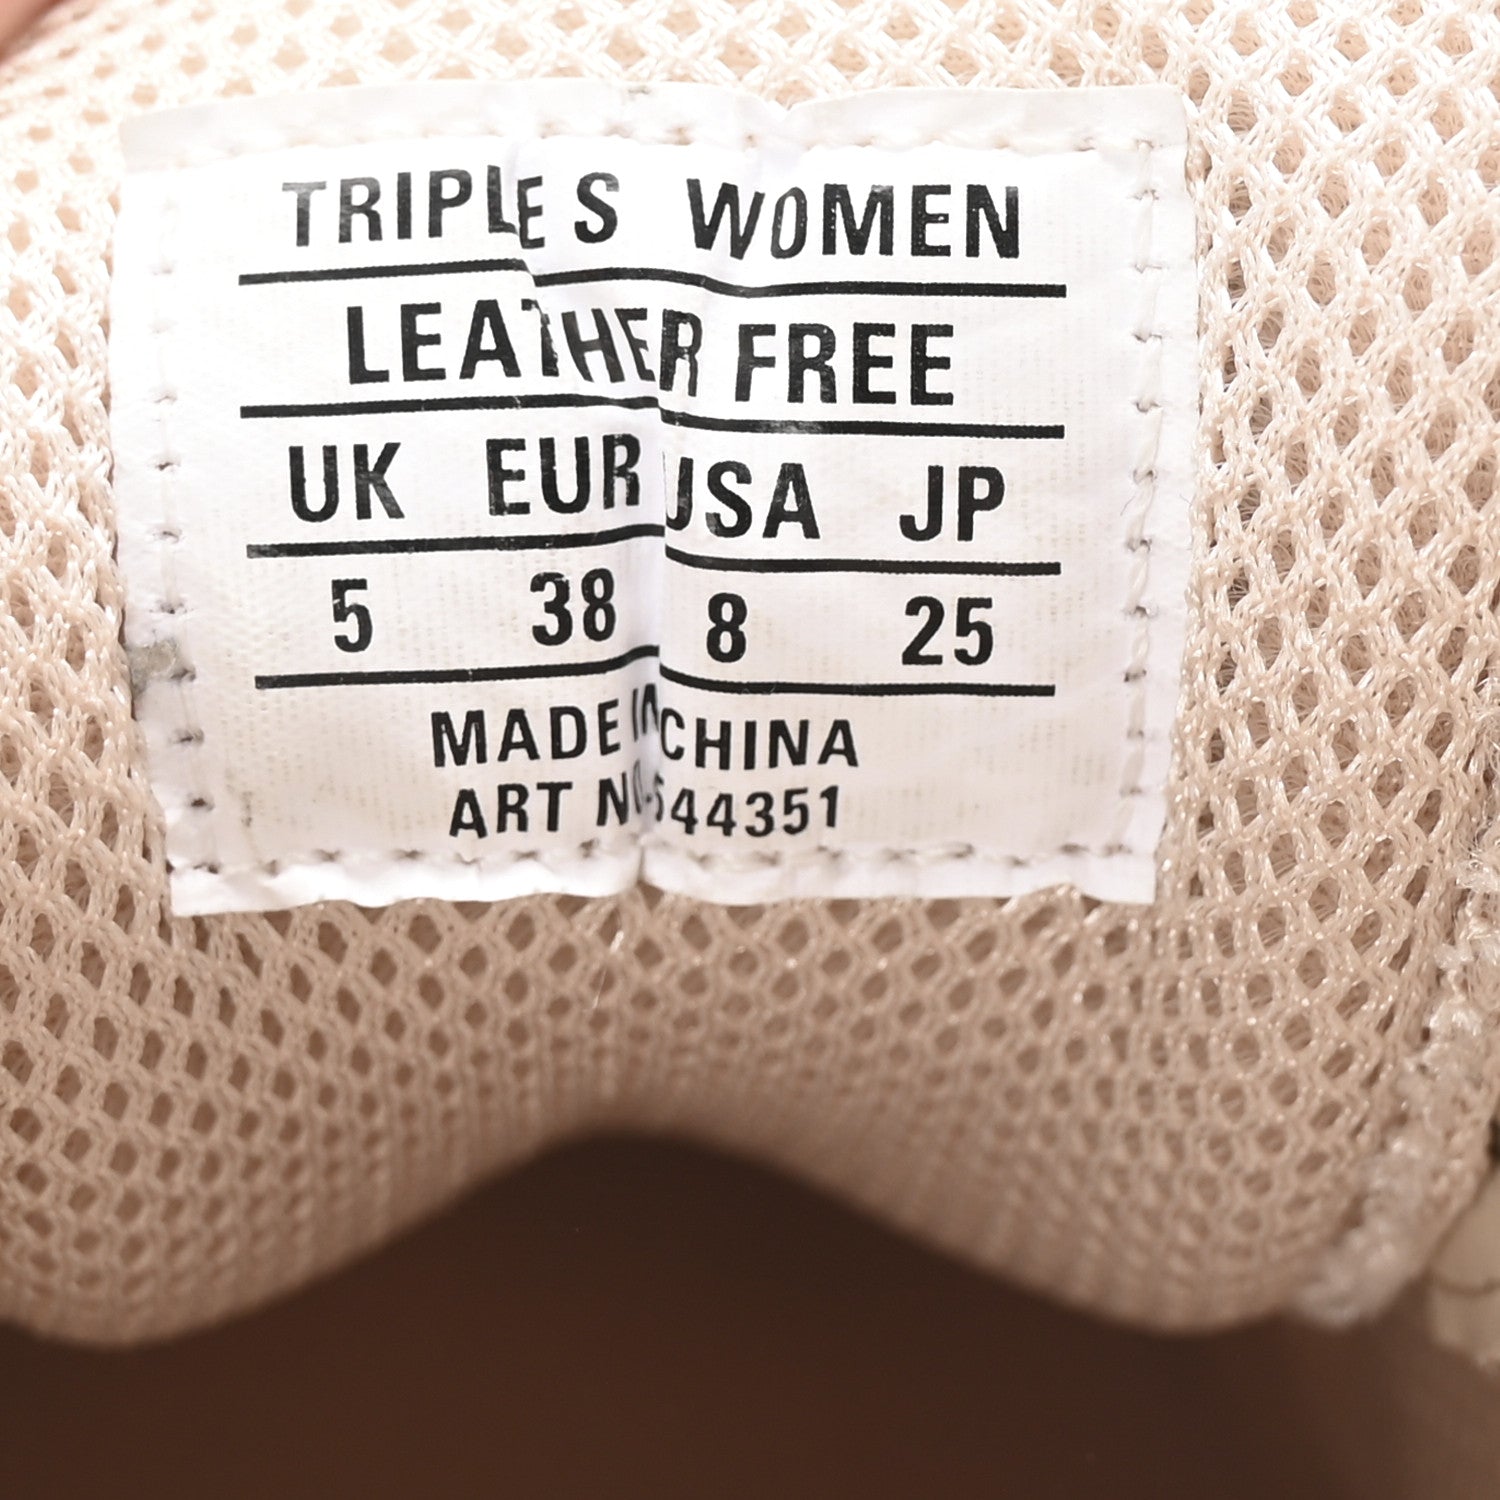 TRIPLE S WOMEN
LEATHER FREE
UK EUR USA JP
5 38 8 25
MADE IN CHINA
ART NO.544351